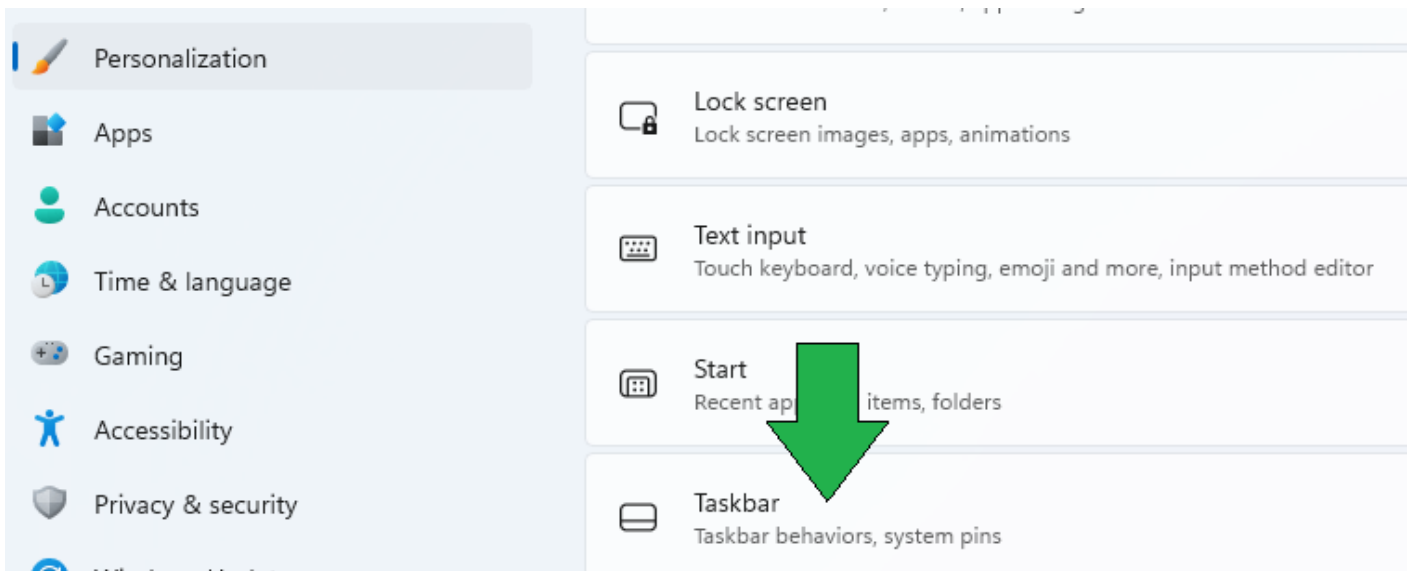 Personalization
Apps
Accounts
Time & language
Gaming
Accessibility
Privacy & security
Lock screen
Lock screen images, apps, animations
Text input
Touch keyboard, voice typing, emoji and more, input method editor
Start
Recent items, folders
Taskbar
Taskbar behaviors, system pins